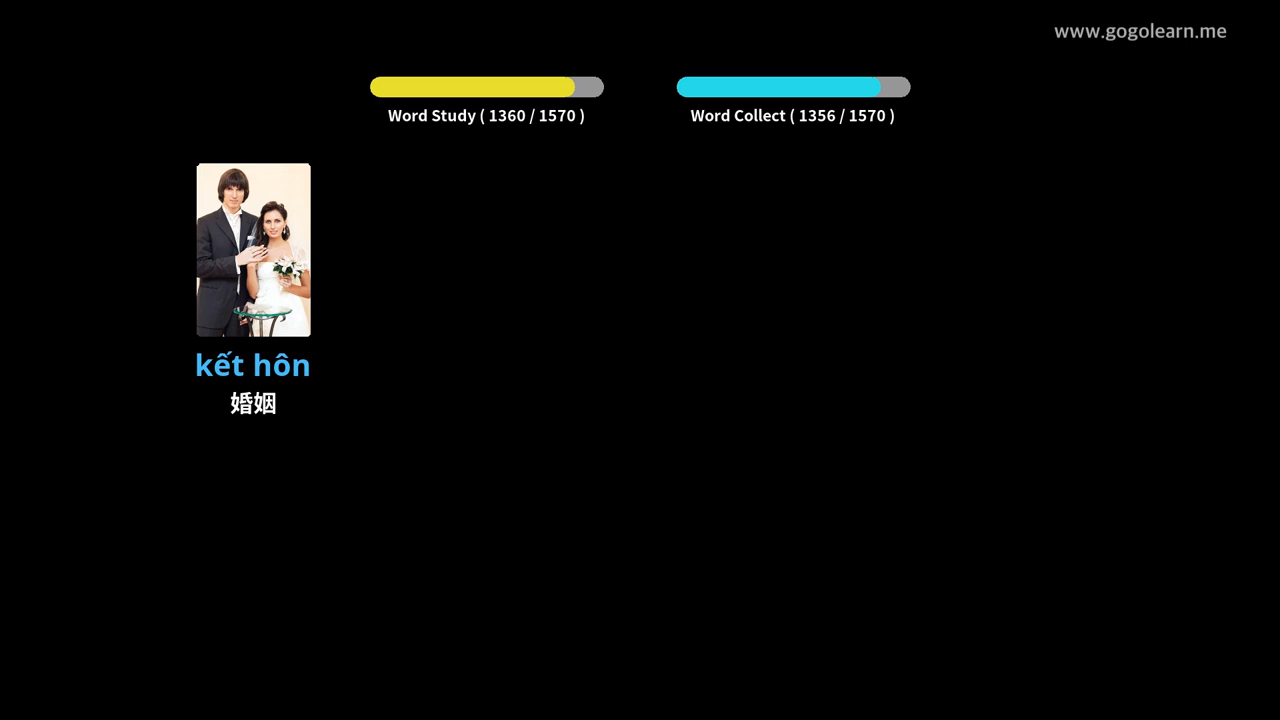 www.gogolearn.me
Word Study ( 1360 / 1570 )
Word Collect ( 1356 / 1570 )
kết hôn
婚姻